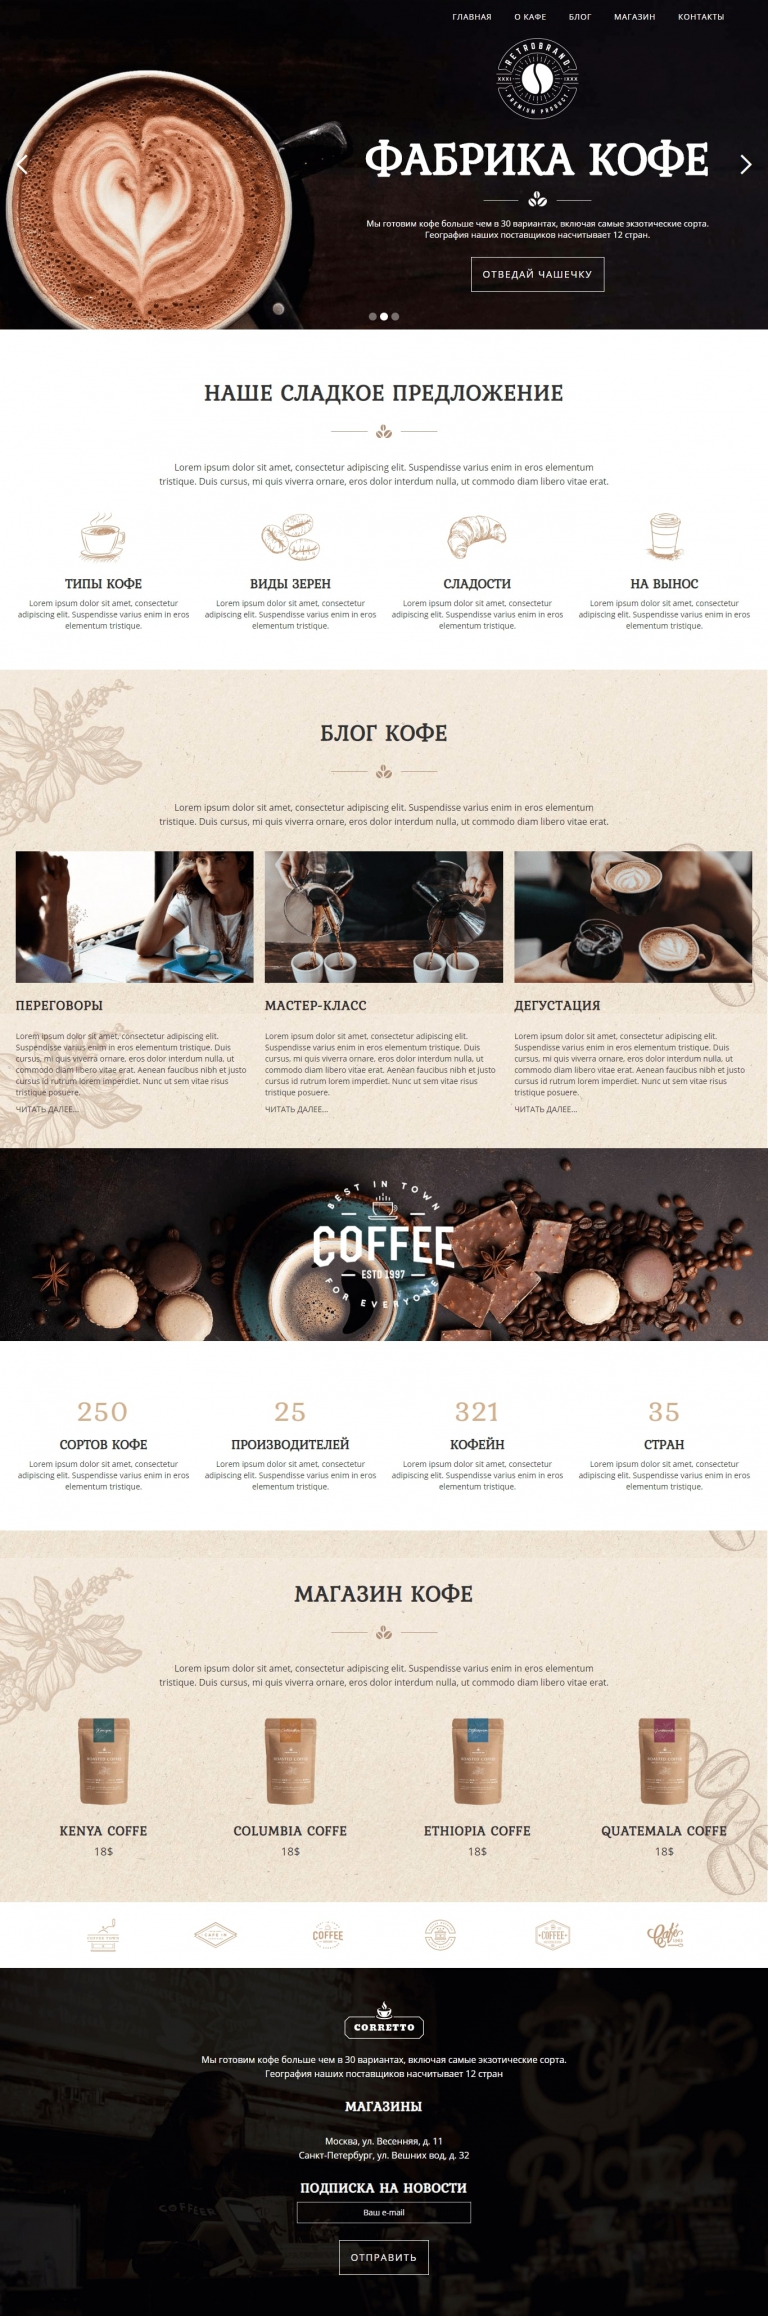 ГЛАВНАЯ О КАФЕ БЛОГ МАГАЗИН КОНТАКТЫ
RETROBRAND
XXXI IXXX
PREMIUM PRODUCT
ФАБРИКА КОФЕ
Мы готовим кофе больше чем в 30 вариантах, включая самые экзотические сорта.
География наших поставщиков насчитывает 12 стран.
ОТВЕДАЙ ЧАШЕЧКУ
НАШЕ СЛАДКОЕ ПРЕДЛОЖЕНИЕ
Lorem ipsum dolor sit amet, consectetur adipiscing elit. Suspendisse varius enim in eros elementum
tristique. Duis cursus, mi quis viverra ornare, eros dolor interdum nulla, ut commodo diam libero vitae erat.
ТИПЫ КОФЕ
Lorem ipsum dolor sit amet, consectetur
adipiscing elit. Suspendisse varius enim in eros
elementum tristique.
ВИДЫ ЗЕРЕН
Lorem ipsum dolor sit amet, consectetur
adipiscing elit. Suspendisse varius enim in eros
elementum tristique.
СЛАДОСТИ
Lorem ipsum dolor sit amet, consectetur
adipiscing elit. Suspendisse varius enim in eros
elementum tristique.
НА ВЫНОС
Lorem ipsum dolor sit amet, consectetur
adipiscing elit. Suspendisse varius enim in eros
elementum tristique.
БЛОГ КОФЕ
Lorem ipsum dolor sit amet, consectetur adipiscing elit. Suspendisse varius enim in eros elementum
tristique. Duis cursus, mi quis viverra ornare, eros dolor interdum nulla, ut commodo diam libero vitae erat.
ПЕРЕГОВОРЫ
Lorem ipsum dolor sit amet, consectetur adipiscing elit.
Suspendisse varius enim in eros elementum tristique. Duis
cursus, mi quis viverra ornare, eros dolor interdum nulla, ut
commodo diam libero vitae erat. Aenean faucibus nibh et justo
cursus id rutrum lorem imperdiet. Nunc ut sem vitae risus
tristique posuere.
ЧИТАТЬ ДАЛЕЕ...
МАСТЕР-КЛАСС
Lorem ipsum dolor sit amet, consectetur adipiscing elit.
Suspendisse varius enim in eros elementum tristique. Duis
cursus, mi quis viverra ornare, eros dolor interdum nulla, ut
commodo diam libero vitae erat. Aenean faucibus nibh et justo
cursus id rutrum lorem imperdiet. Nunc ut sem vitae risus
tristique posuere.
ЧИТАТЬ ДАЛЕЕ...
ДЕГУСТАЦИЯ
Lorem ipsum dolor sit amet, consectetur adipiscing elit.
Suspendisse varius enim in eros elementum tristique. Duis
cursus, mi quis viverra ornare, eros dolor interdum nulla, ut
commodo diam libero vitae erat. Aenean faucibus nibh et justo
cursus id rutrum lorem imperdiet. Nunc ut sem vitae risus
tristique posuere.
ЧИТАТЬ ДАЛЕЕ...
BEST IN TOWN
COFFEE
ESTD 1997
FOR EVERYONE
250
СОРТОВ КОФЕ
Lorem ipsum dolor sit amet, consectetur
adipiscing elit. Suspendisse varius enim in eros
elementum tristique.
25
ПРОИЗВОДИТЕЛЕЙ
Lorem ipsum dolor sit amet, consectetur
adipiscing elit. Suspendisse varius enim in eros
elementum tristique.
321
КОФЕЙН
Lorem ipsum dolor sit amet, consectetur
adipiscing elit. Suspendisse varius enim in eros
elementum tristique.
35
СТРАН
Lorem ipsum dolor sit amet, consectetur
adipiscing elit. Suspendisse varius enim in eros
elementum tristique.
МАГАЗИН КОФЕ
Lorem ipsum dolor sit amet, consectetur adipiscing elit. Suspendisse varius enim in eros elementum
tristique. Duis cursus, mi quis viverra ornare, eros dolor interdum nulla, ut commodo diam libero vitae erat.
ROASTED COFFEE
ROASTED COFFEE
ROASTED COFFEE
ROASTED COFFEE
KENYA COFFE
18$
COLUMBIA COFFE
18$
ETHIOPIA COFFE
18$
QUATEMALA COFFE
18$
COFFEE TOWN
CAFE IN
COFFEE
COFFEE
Café
CORRETTO
Мы готовим кофе больше чем в 30 вариантах, включая самые экзотические сорта.
География наших поставщиков насчитывает 12 стран
МАГАЗИНЫ
Москва, ул. Весенняя, д. 11
Санкт-Петербург, ул. Вешних вод, д. 32
ПОДПИСКА НА НОВОСТИ
Ваш e-mail
ОТПРАВИТЬ